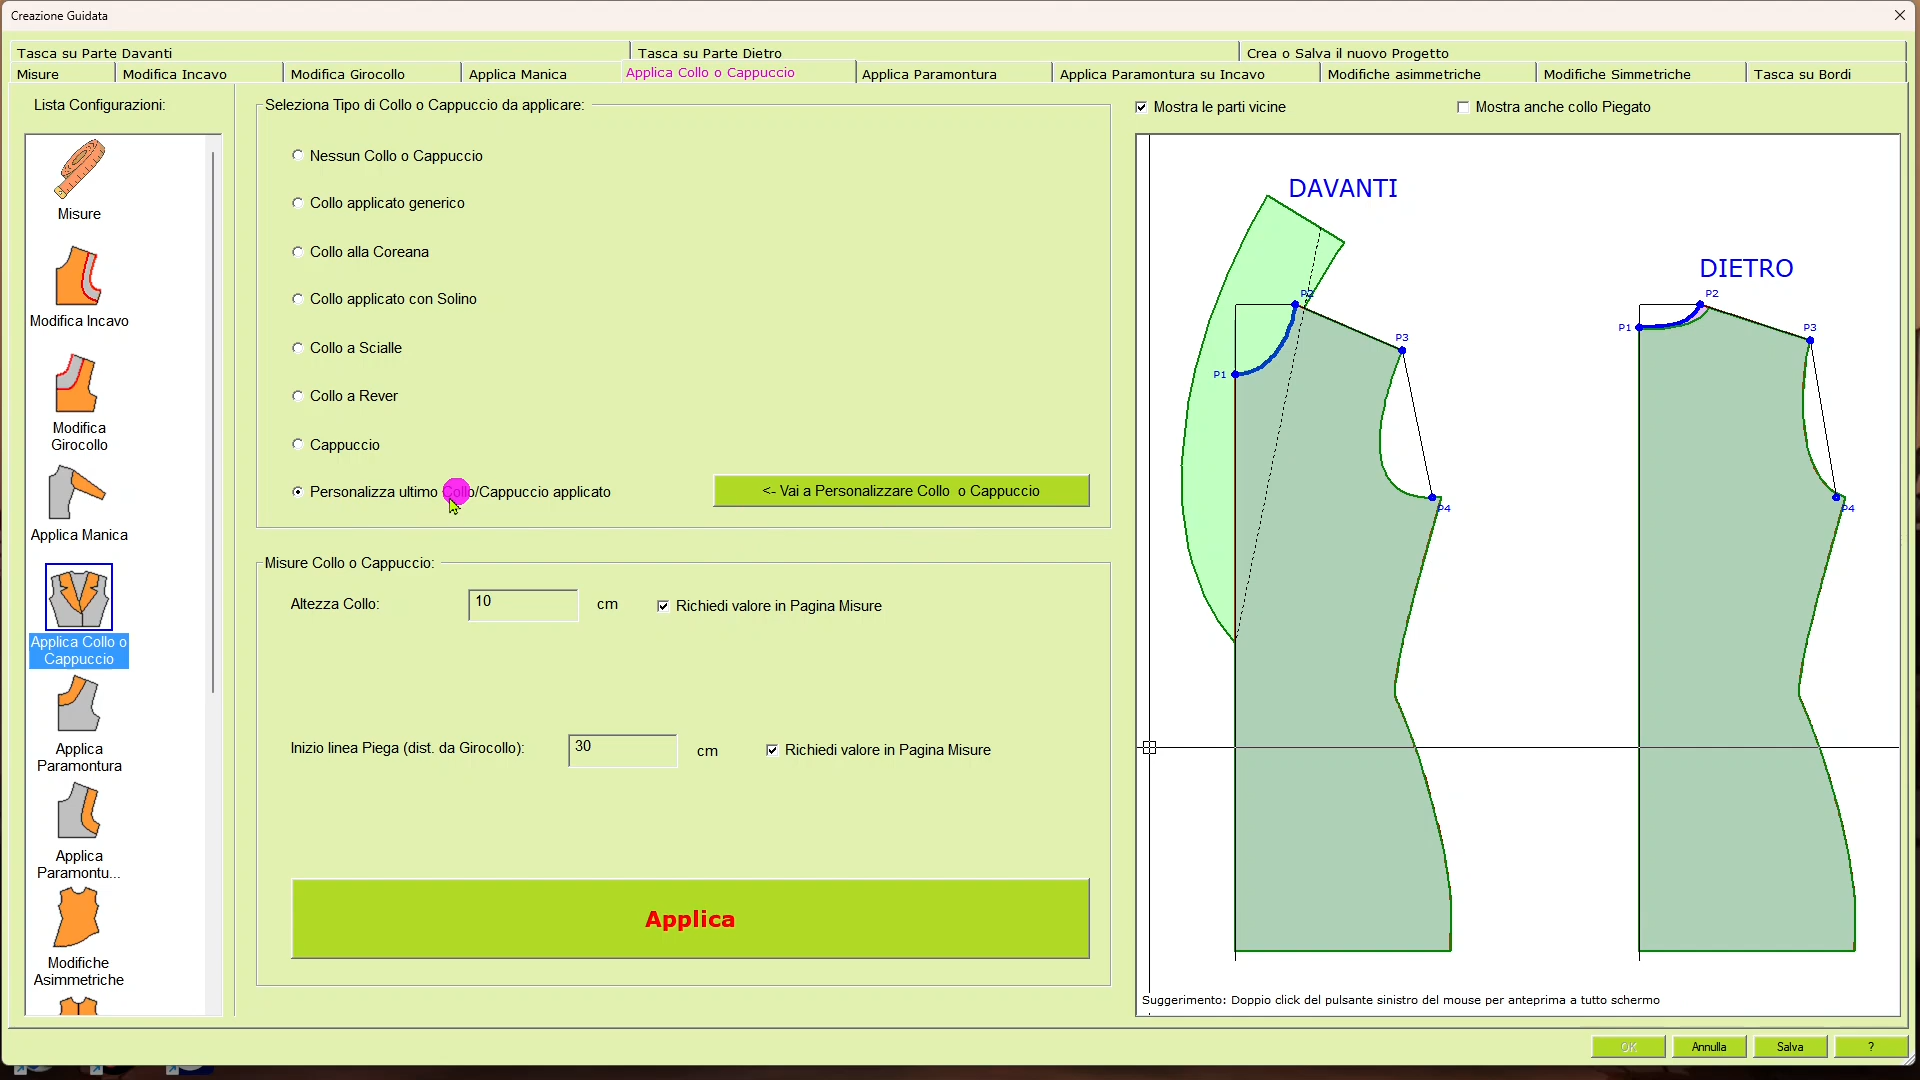 Creazione Guidata
Tasca su Parte Davanti
Tasca su Parte Dietro
Crea o Salva il nuovo Progetto
Misure
Modifica Incavo
Modifica Girocollo
Applica Manica
Applica Collo o Cappuccio
Applica Paramontura
Applica Paramontura su Incavo
Modifiche asimmetriche
Modifiche Simmetriche
Tasca su Bordi
Lista Configurazioni:
Misure
Modifica Incavo
Modifica
Girocollo
Applica Manica
Applica Collo o
Cappuccio
Applica
Paramontura
Applica
Paramontu...
Modifiche
Asimmetriche
Seleziona Tipo di Collo o Cappuccio da applicare:
Nessun Collo o Cappuccio
Collo applicato generico
Collo alla Coreana
Collo applicato con Solino
Collo a Scialle
Collo a Rever
Cappuccio
Personalizza ultimo Collo/Cappuccio applicato
<- Vai a Personalizzare Collo  o Cappuccio
Misure Collo o Cappuccio:
Altezza Collo:
10
cm
Richiedi valore in Pagina Misure
Inizio linea Piega (dist. da Girocollo):
30
cm
Richiedi valore in Pagina Misure
Applica
Mostra le parti vicine
Mostra anche collo Piegato
DAVANTI
P2
P3
P1
P4
DIETRO
P2
P1
P3
P4
Suggerimento: Doppio click del pulsante sinistro del mouse per anteprima a tutto schermo
OK
Annulla
Salva
?